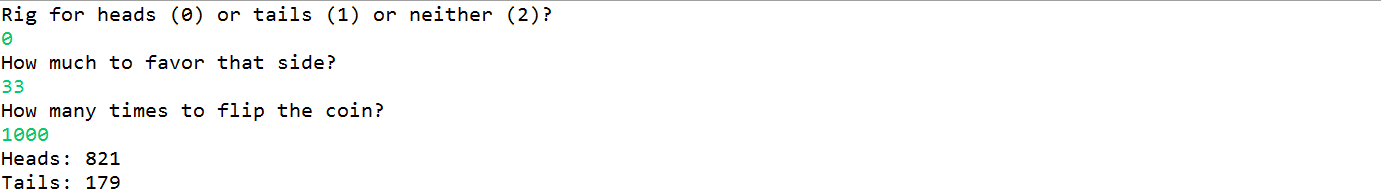 Rig for heads (0) or tails (1) or neither (2)?
0
How much to favor that side?
33
How many times to flip the coin?
1000
Heads: 821
Tails: 179